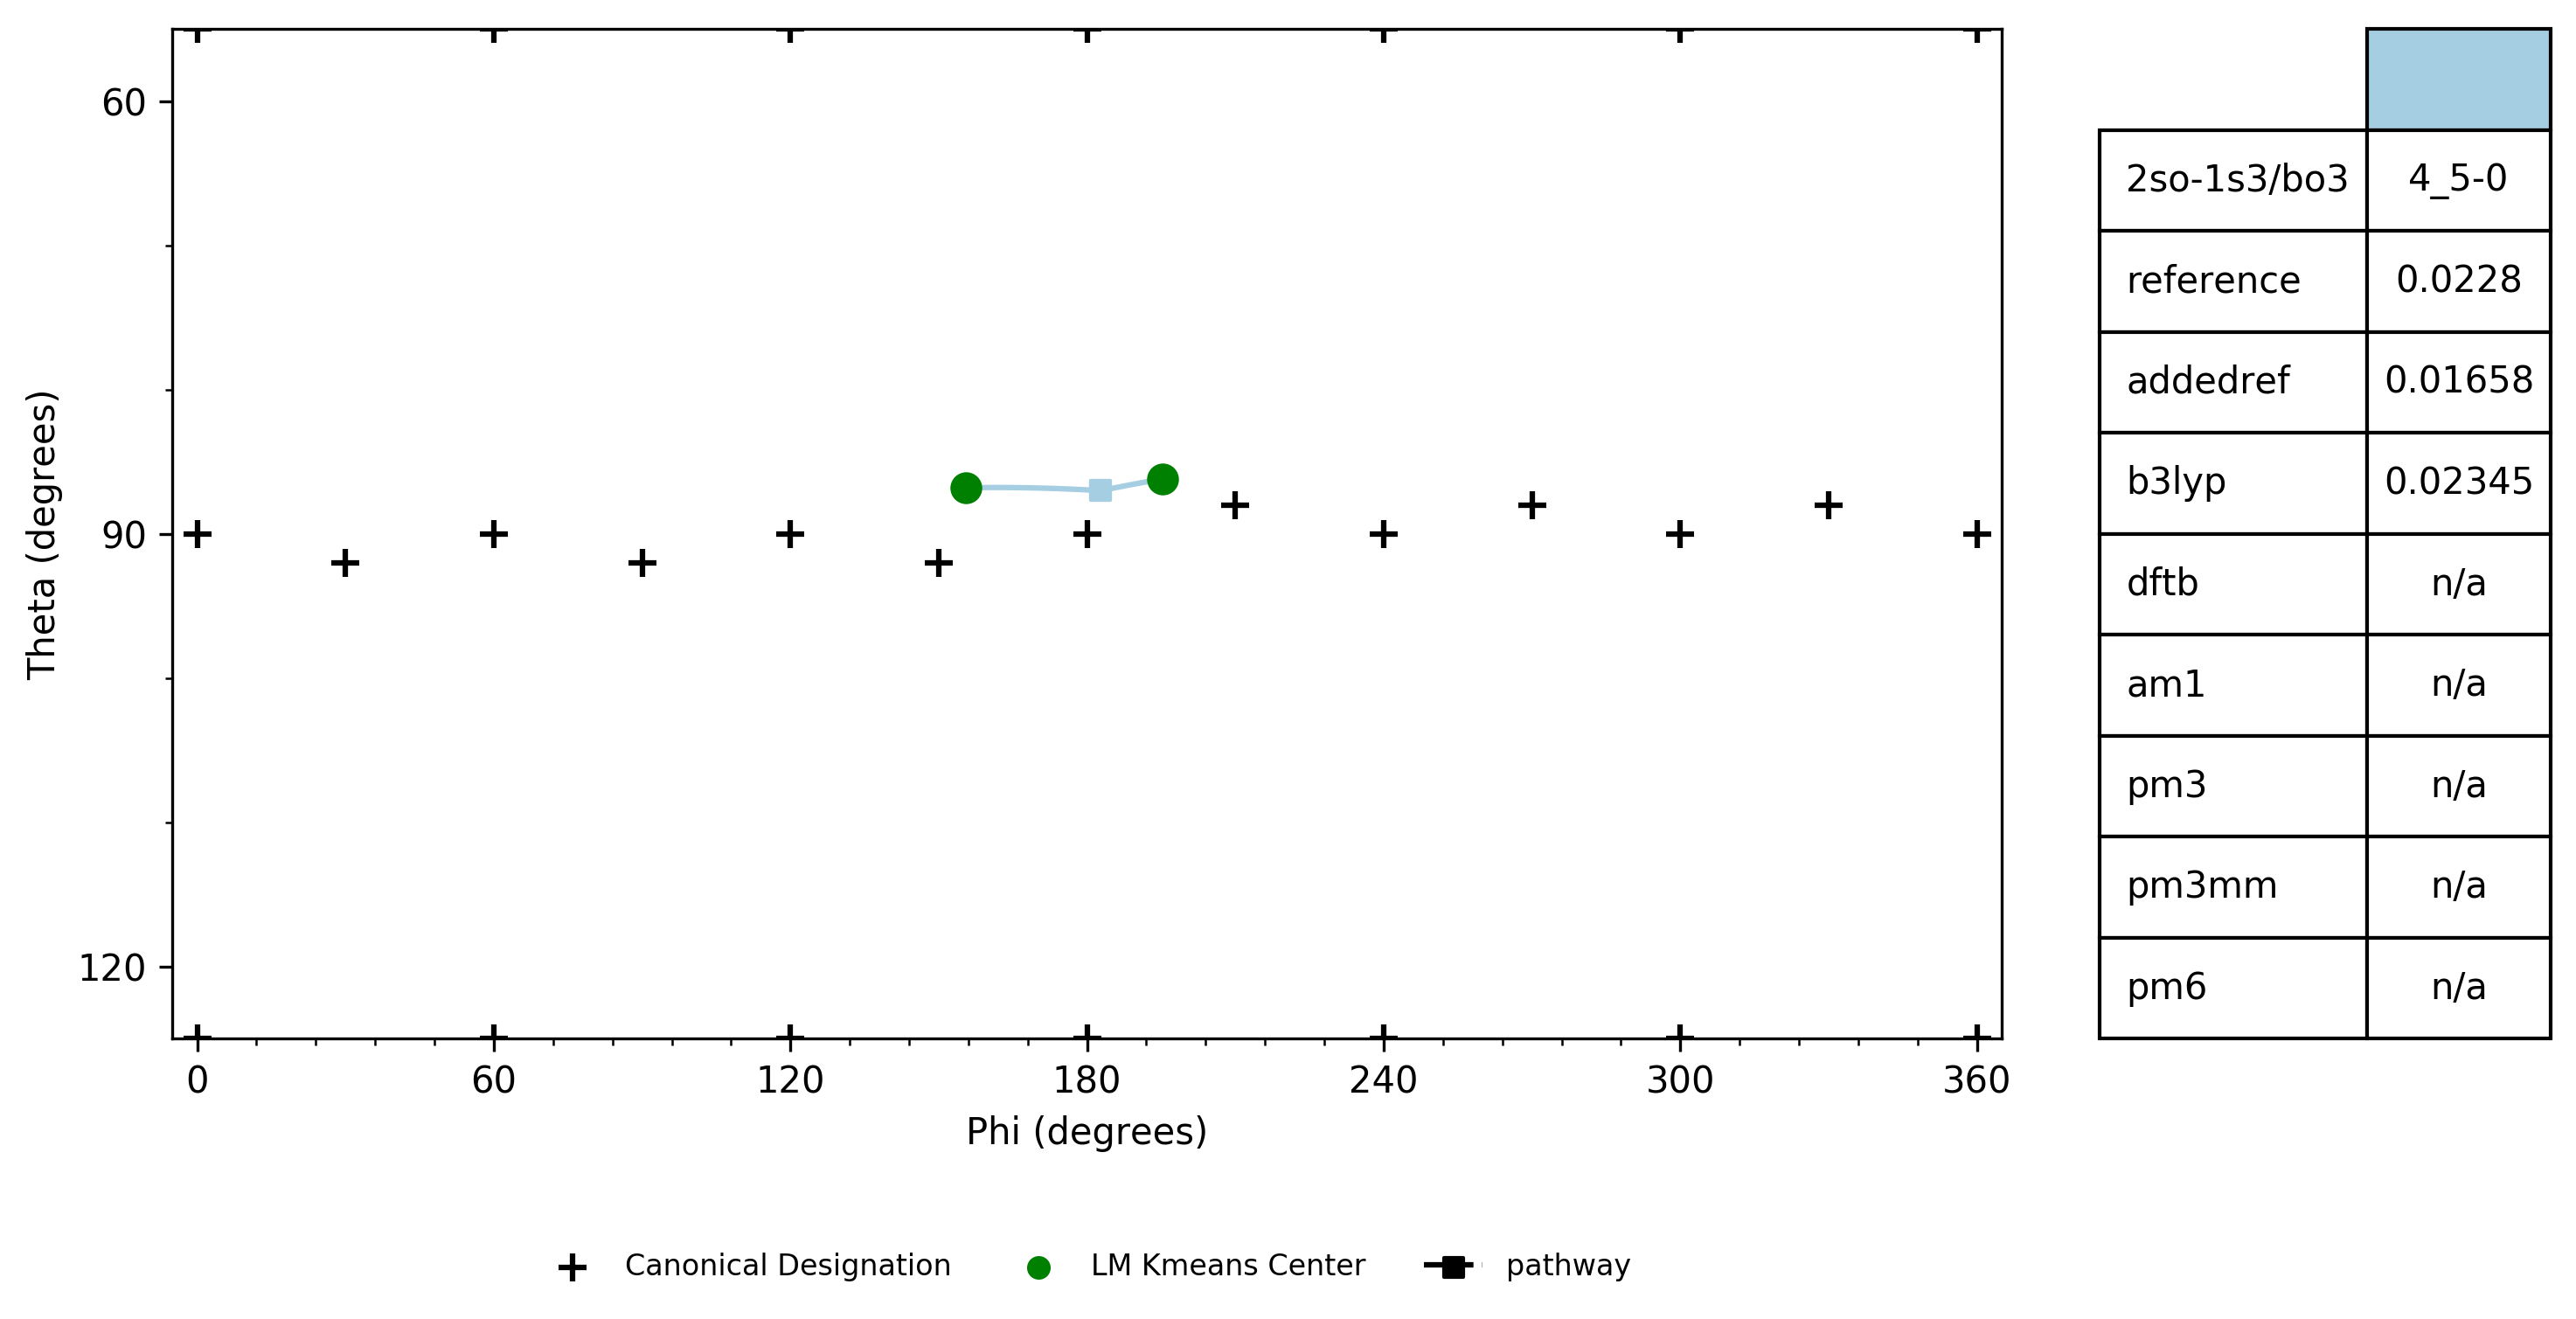 60
90
120
Theta (degrees)
0 60 120 180 240 300 360
Phi (degrees)
Canonical Designation LM Kmeans Center pathway
2so-1s3/bo3 4_5-0
reference 0.0228
addedref 0.01658
b3lyp 0.02345
dftb n/a
am1 n/a
pm3 n/a
pm3mm n/a
pm6 n/a